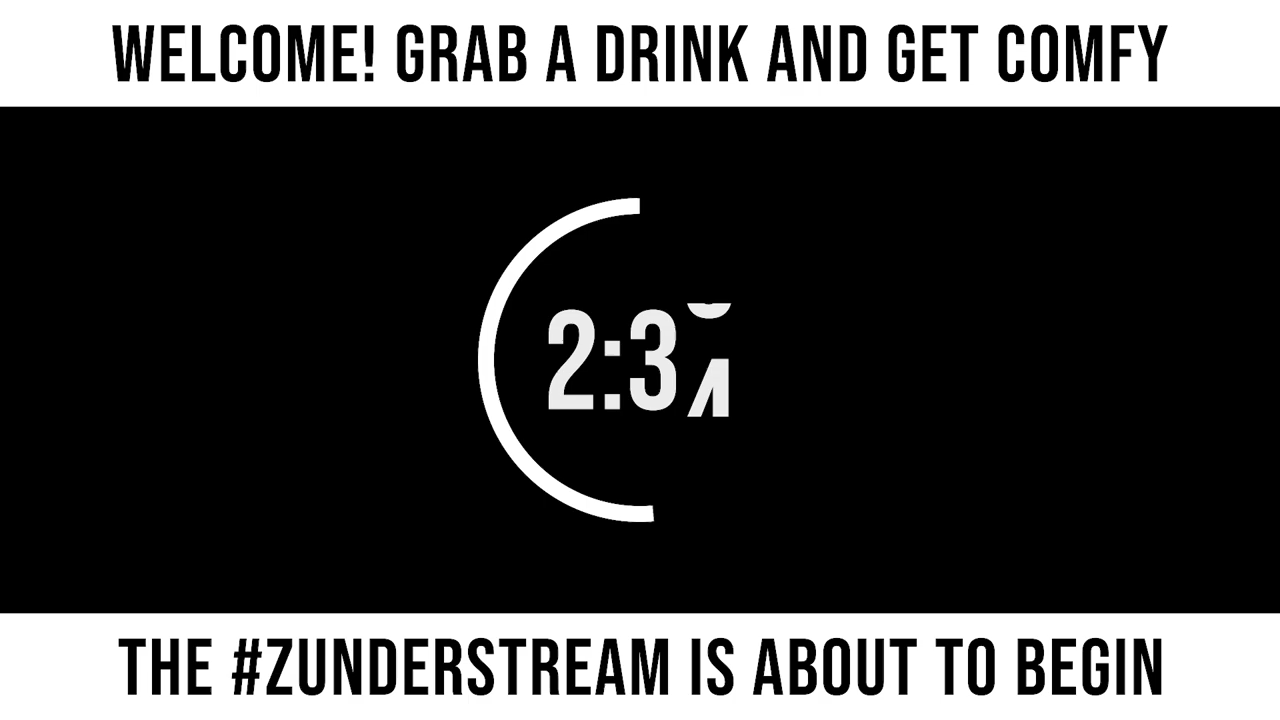 WELCOME! GRAB A DRINK AND GET COMFY
2:3
THE #ZUNDERSTREAM IS ABOUT TO BEGIN